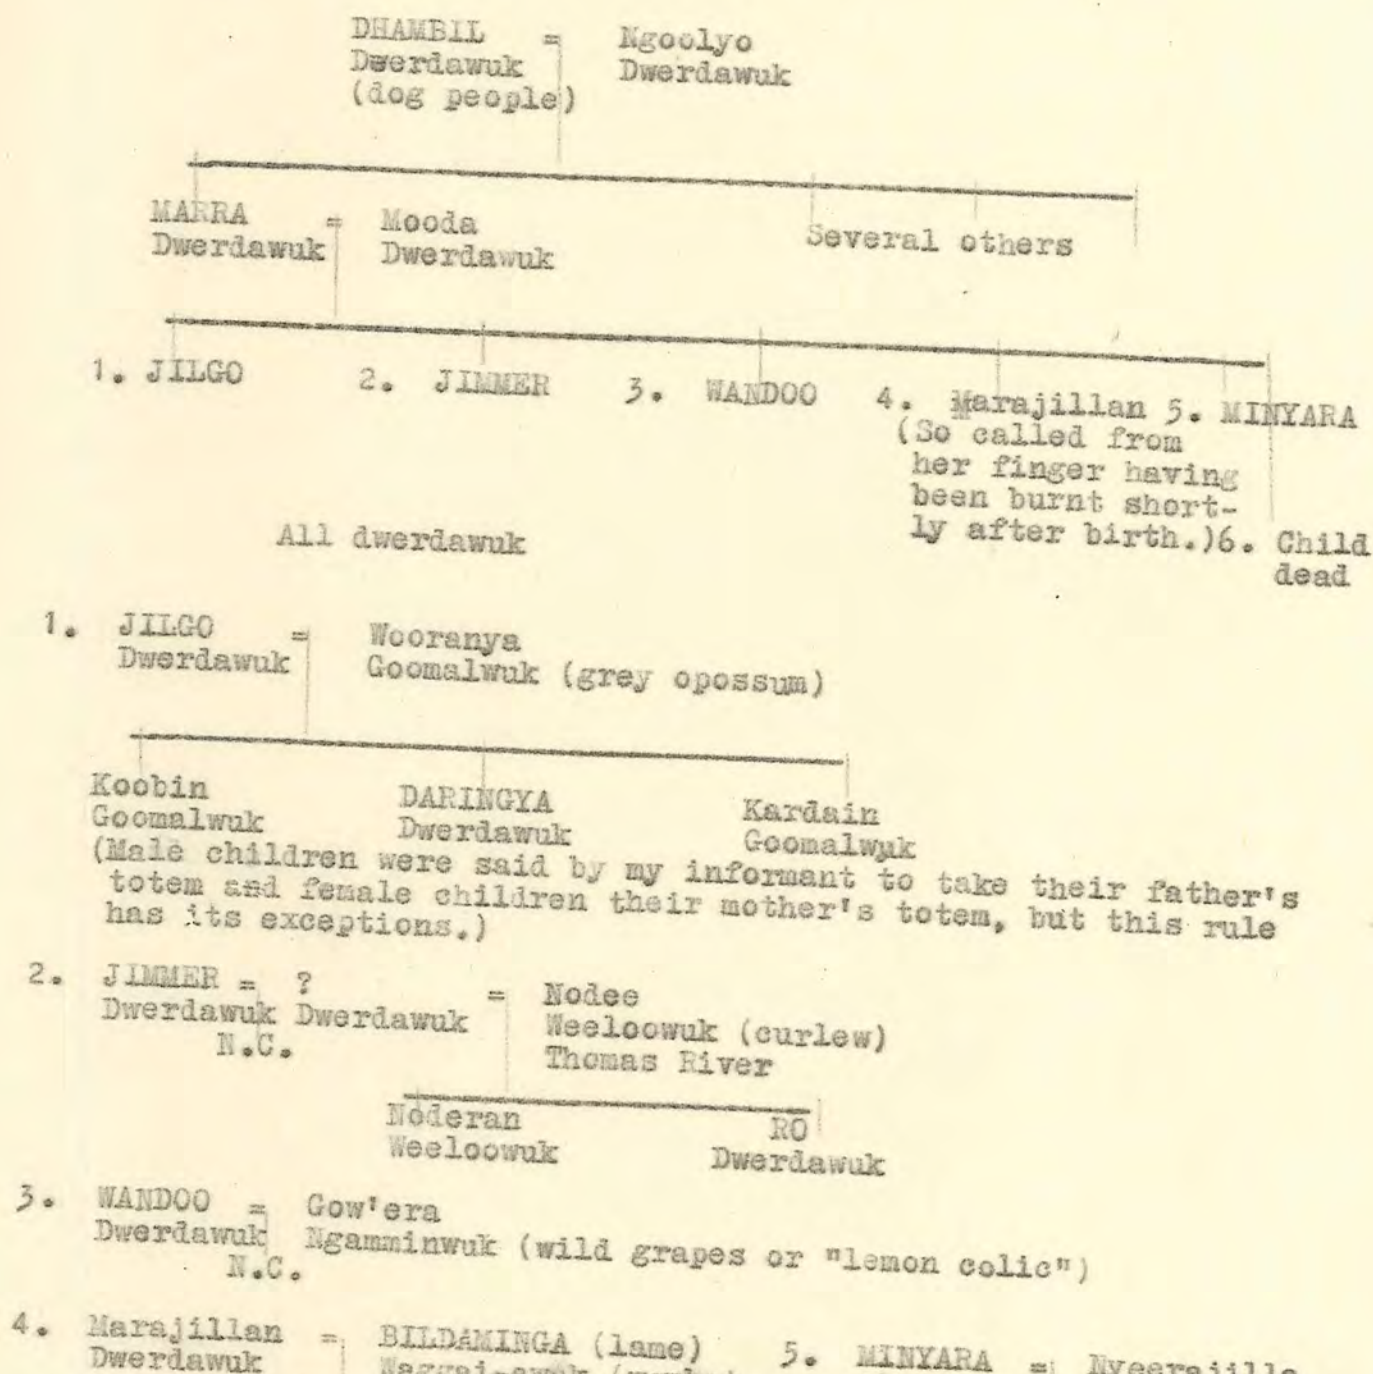 DHAMBIL = Ngoolyo
Dwerdawuk Dwerdawuk
(dog people)
MARRA = Mooda
Dwerdawuk Dwerdawuk Several others
1. JILGO 2. JIMMER 3. WANDOO 4. Marajillan 5. MINYARA
(So called from
her finger having
been burnt short-
ly after birth.) 6. Child
dead
All dwerdawuk
1. JILGO = Wooranya
Dwerdawuk Goomalwuk (grey opossum)
Koobin DARINGYA Kardain
Goomalwuk Dwerdawuk Goomalwuk
(Male children were said by my informant to take their father's
totem and female children their mother's totem, but this rule
has its exceptions.)
2. JIMMER = ? = Nodee
Dwerdawuk Dwerdawuk Weeloowuk (curlew)
N.C. Thomas River
Noderan RO
Weeloowuk Dwerdawuk
3. WANDOO = Gow'era
Dwerdawuk Ngamminwuk (wild grapes or "lemon colic")
N.C.
4. Marajillan = BILDAMINGA (lame) 5. MINYARA =
Dwerdawuk